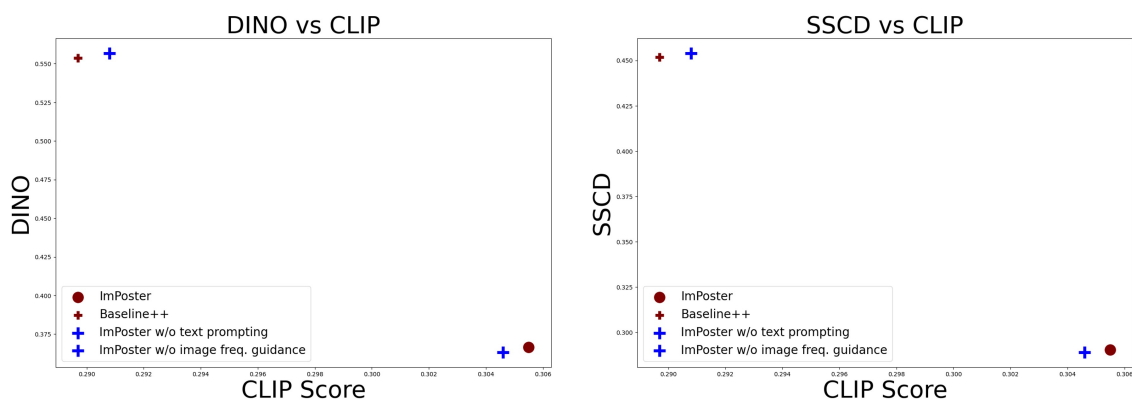 DINO vs CLIP
DINO
0.550
0.525
0.500
0.475
0.450
0.425
0.400
0.375
ImPoster
Baseline++
ImPoster w/o text prompting
ImPoster w/o image freq. guidance
0.290 0.292 0.294 0.296 0.298 0.300 0.302 0.304 0.306
CLIP Score
SSCD vs CLIP
SSCD
0.450
0.425
0.400
0.375
0.350
0.325
0.300
ImPoster
Baseline++
ImPoster w/o text prompting
ImPoster w/o image freq. guidance
0.290 0.292 0.294 0.296 0.298 0.300 0.302 0.304 0.306
CLIP Score